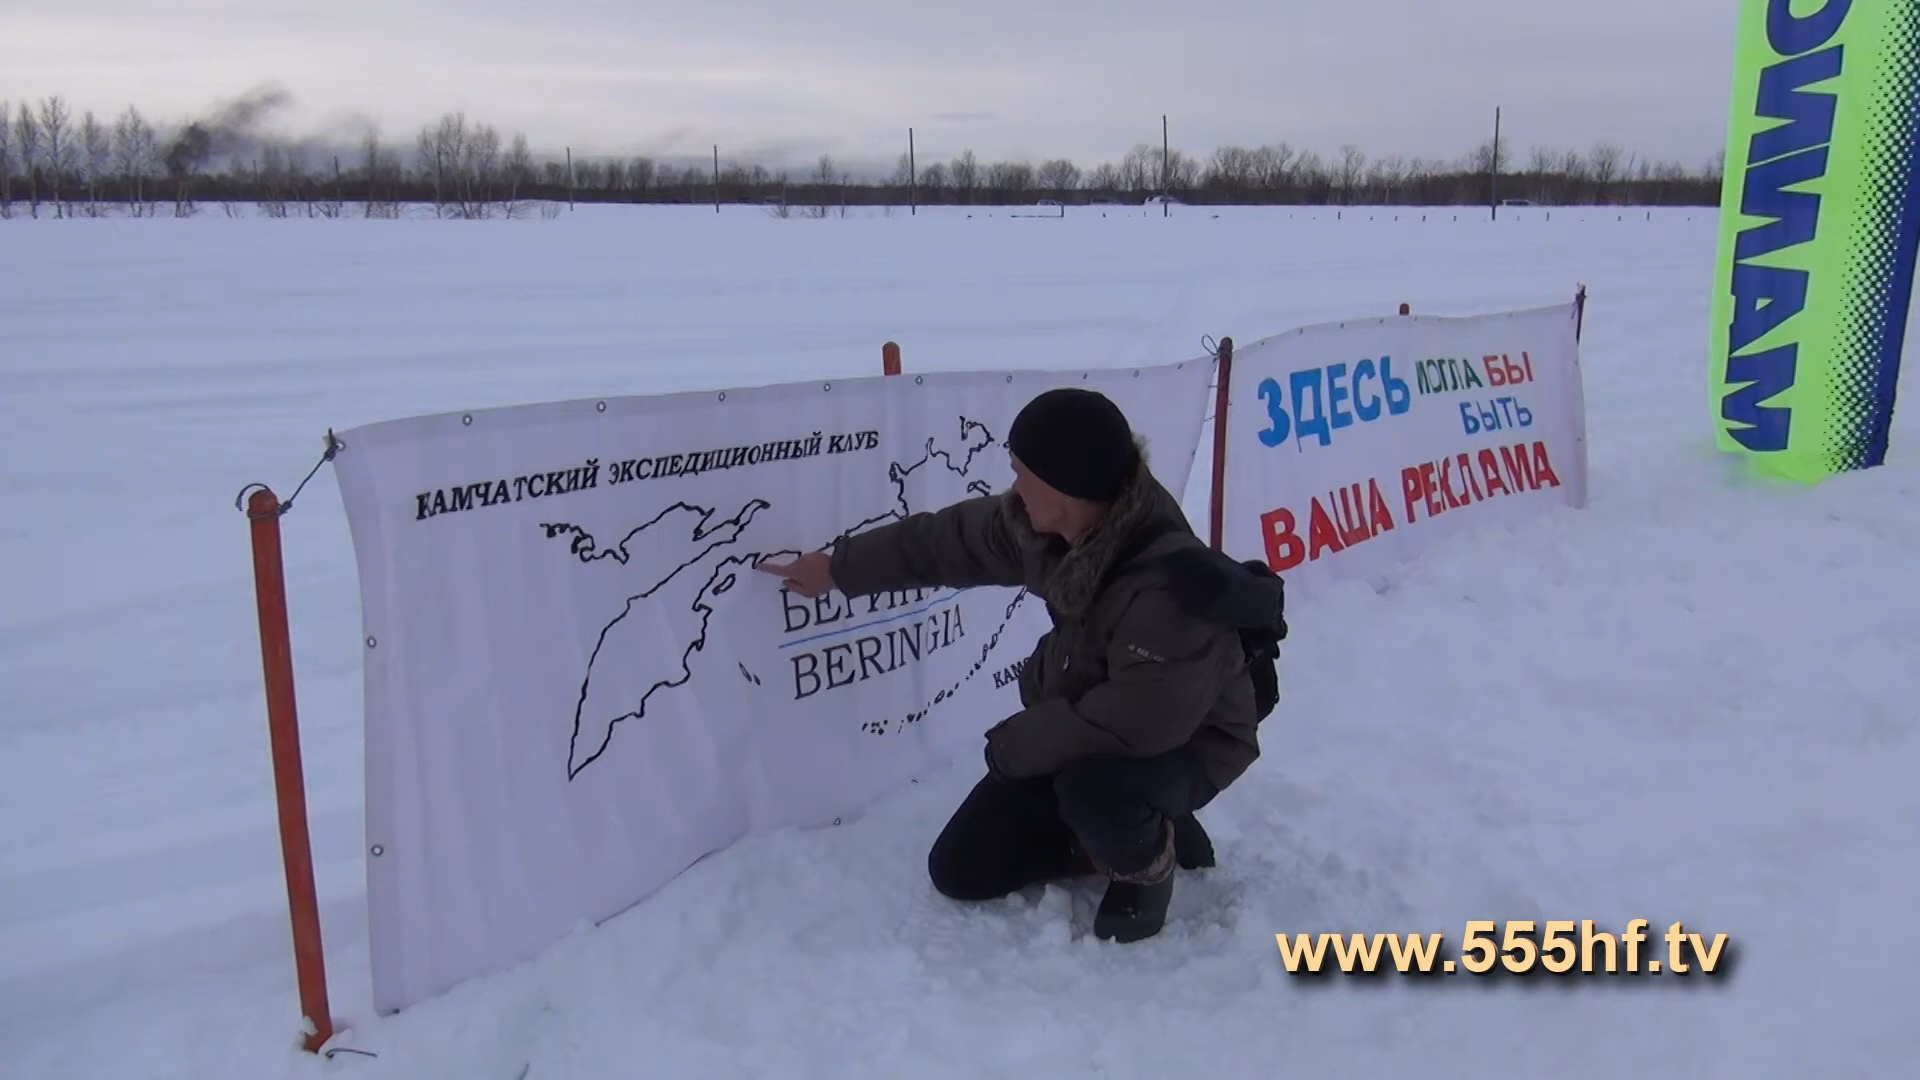 КАМЧАТСКИЙ ЭКСПЕДИЦИОННЫЙ КЛУБ
BERINGIA
ЗДЕСЬ МОГЛА БЫ
БЫТЬ
ВАША РЕКЛАМА
www.555hf.tv